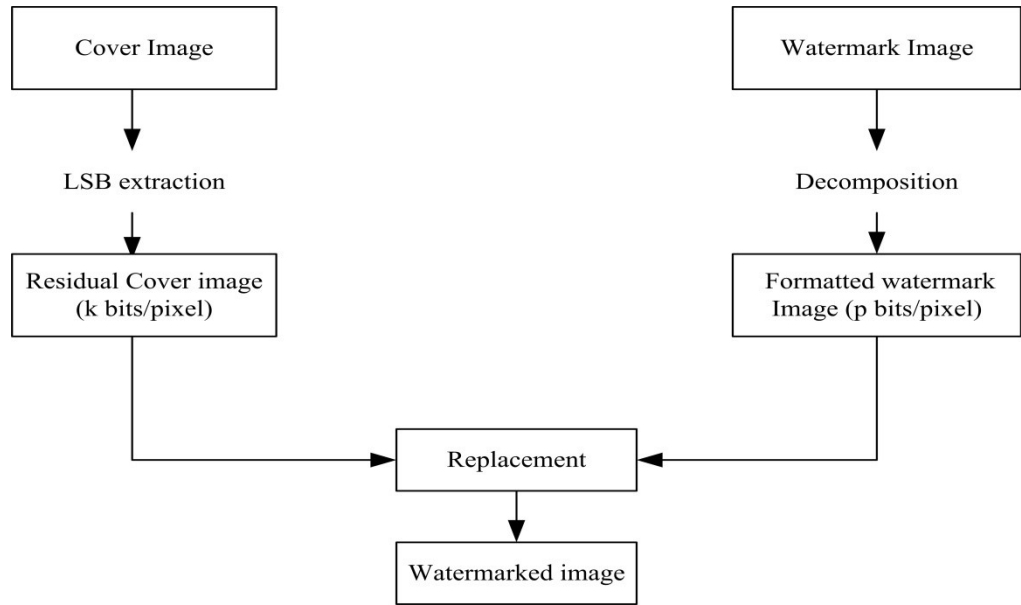 Cover Image
Watermark Image
LSB extraction
Decomposition
Residual Cover image
(k bits/pixel)
Formatted watermark
Image (p bits/pixel)
Replacement
Watermarked image